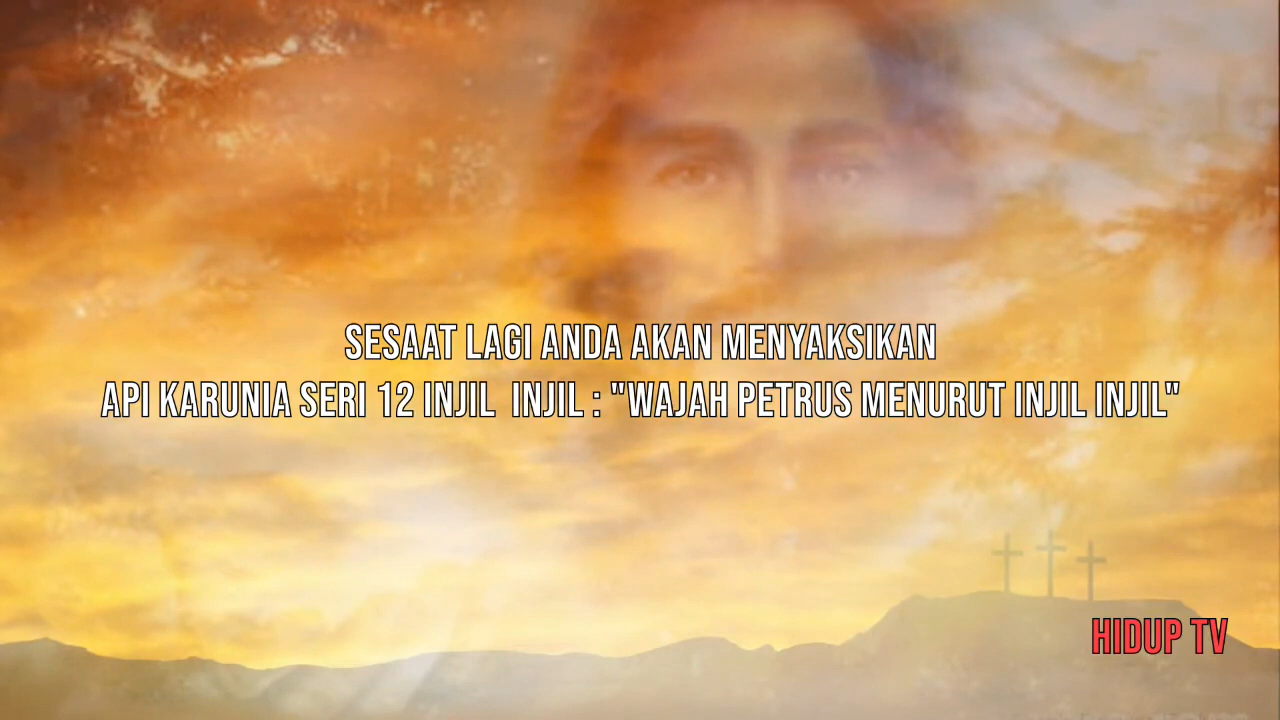 SESAAT LAGI ANDA AKAN MENYAKSIKAN
API KARUNIA SERI 12 INJIL  INJIL : "WAJAH PETRUS MENURUT INJIL INJIL"
HIDUP TV